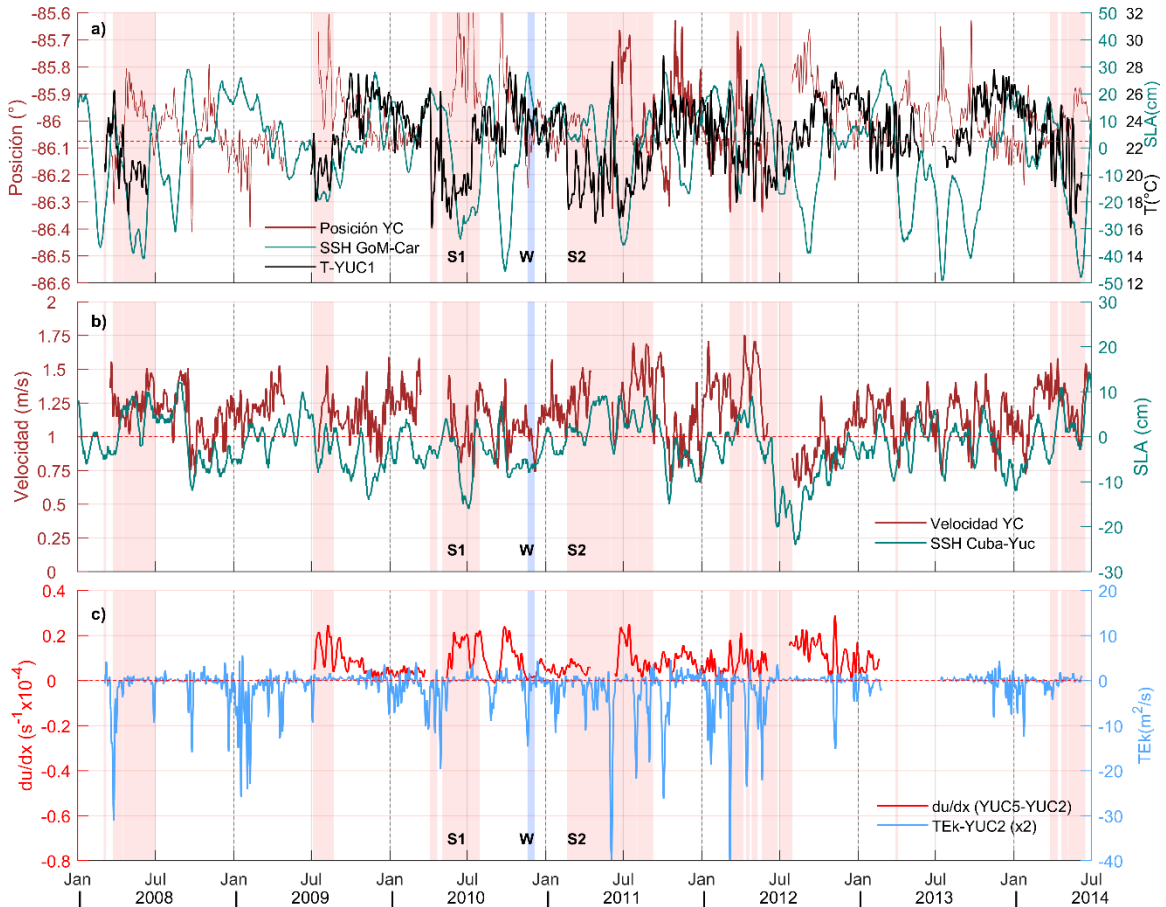 a)
-85.6
-85.7
-85.8
-85.9
-86
-86.1
-86.2
-86.3
-86.4
-86.5
-86.6
Posición (°)
50
40
30
20
10
0
-10
-20
-30
-40
-50
SLA(cm)
32
30
28
26
24
22
20
18
16
14
12
T(°C)
Posición YC
SSH GoM-Car
T-YUC1
S1 W S2
b)
2
1.75
1.5
1.25
1
0.75
0.5
0.25
0
Velocidad (m/s)
30
20
10
0
-10
-20
-30
SLA (cm)
Velocidad YC
SSH Cuba-Yuc
S1 W S2
c)
0.4
0.2
0
-0.2
-0.4
-0.6
-0.8
du/dx (s⁻¹x10⁻⁴)
20
10
0
-10
-20
-30
-40
TEk(m²/s)
du/dx (YUC5-YUC2)
TEk-YUC2 (x2)
S1 W S2
Jan Jul Jan Jul Jan Jul Jan Jul Jan Jul Jan Jul Jan Jul
2008 2009 2010 2011 2012 2013 2014